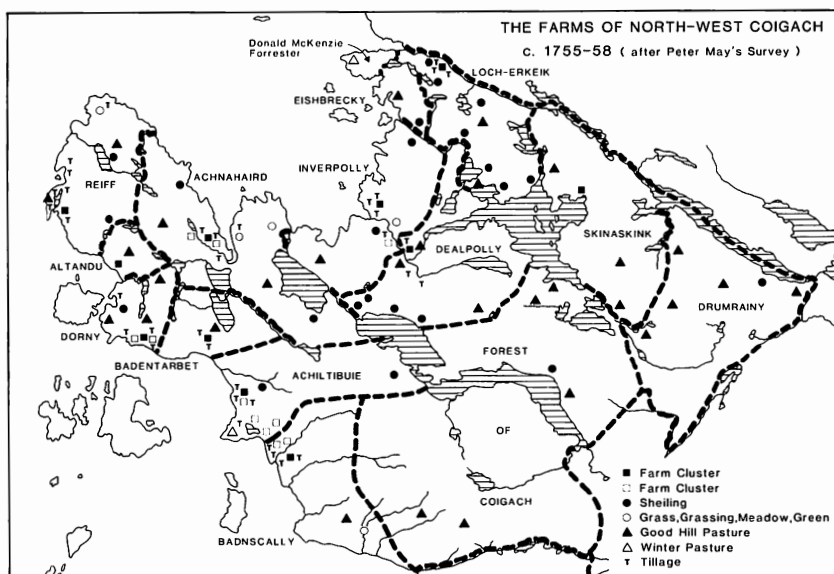 THE FARMS OF NORTH-WEST COIGACH
C. 1755-58 ( after Peter May's Survey )
Donald McKenzie
Forrester
LOCH-ERKEIK
EISHBRECKY
INVERPOLLY
ACHNAHAIRD
REIFF
SKINASKINK
DEALPOLLY
ALTANDU
DRUMRAINY
DORNY
BADENTARBET
FOREST
ACHILTIBUIE
OF
COIGACH
BADNSCALLY
Farm Cluster
Farm Cluster
Sheiling
Grass,Grassing,Meadow,Green
Good Hill Pasture
Winter Pasture
T Tillage